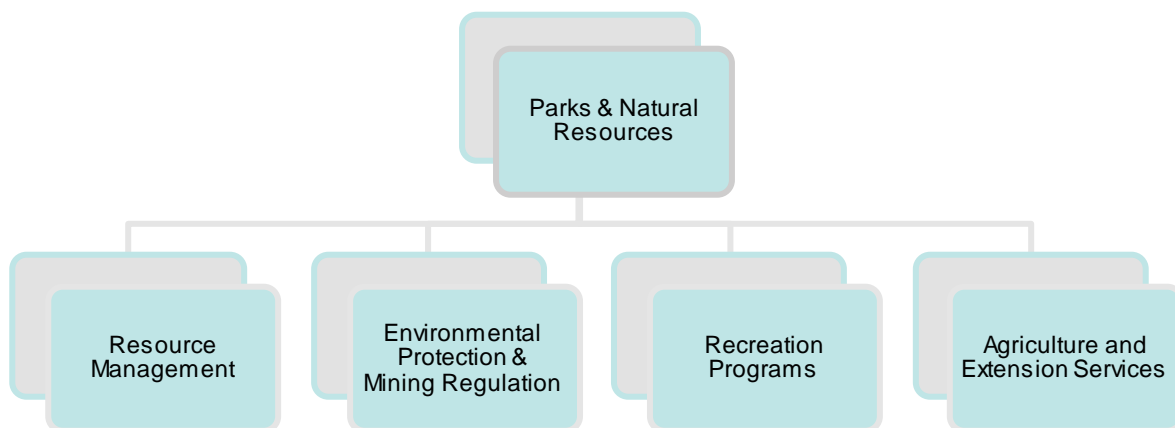 Parks & Natural
Resources
Resource
Management
Environmental
Protection &
Mining Regulation
Recreation
Programs
Agriculture and
Extension Services